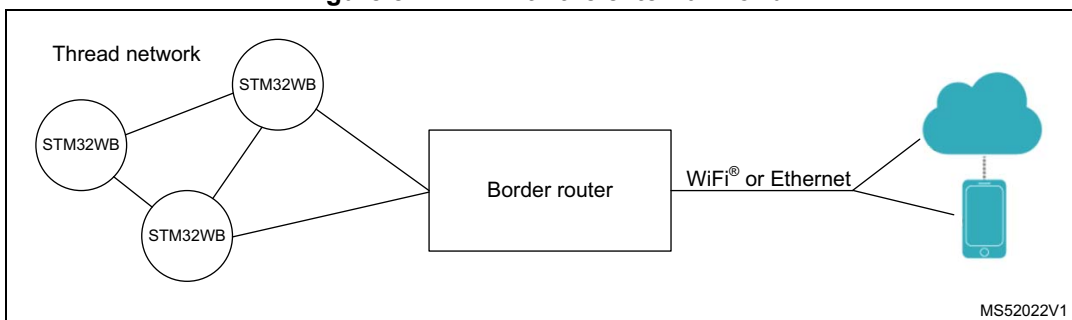 Thread network
STM32WB
STM32WB
STM32WB
Border router
WiFi® or Ethernet
MS52022V1